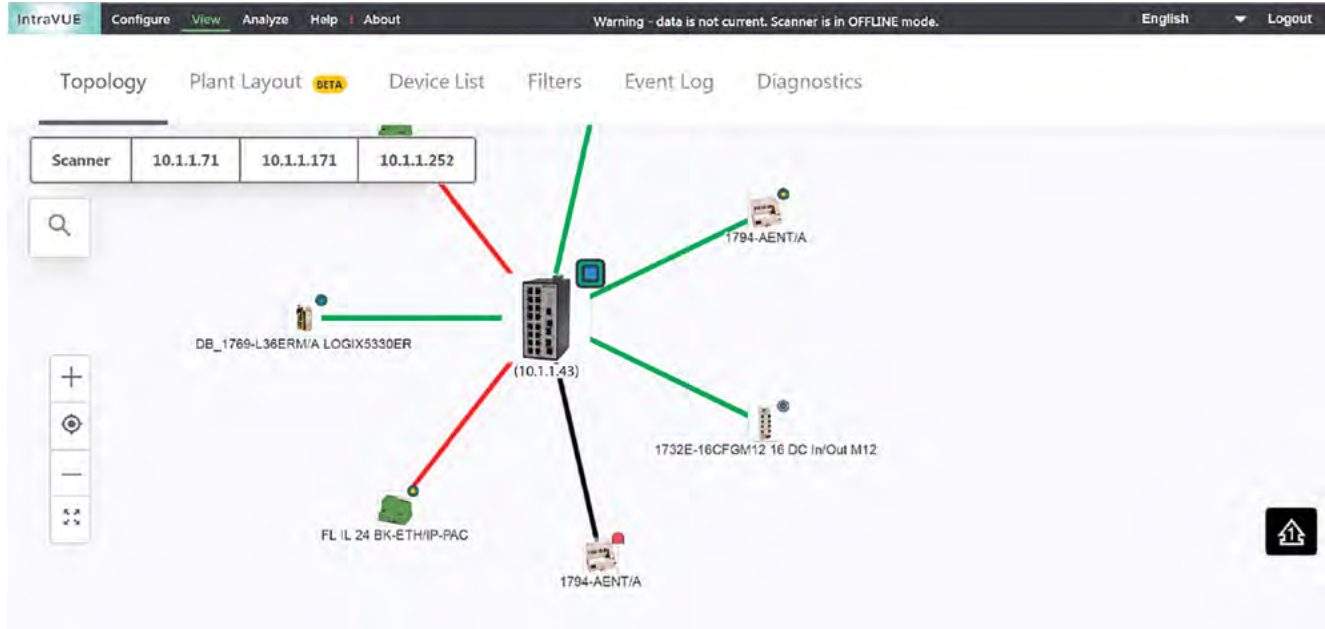 IntraVUE Configure View Analyze Help ! About Warning - data is not current. Scanner is in OFFLINE mode. English Logout
Topology Plant Layout BETA Device List Filters Event Log Diagnostics
Scanner 10.1.1.71 10.1.1.171 10.1.1.252
1794-AENT/A
DB_1769-L36ERM/A LOGIX5330ER
(10.1.1.43)
1732E-16CFGM12 16 DC In/Out M12
FL IL 24 BK-ETH/IP-PAC
1
1794-AENT/A